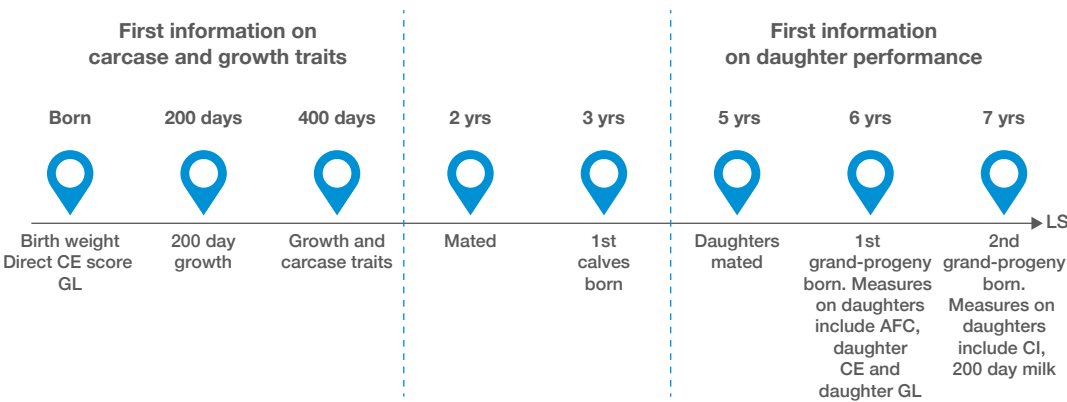 First information on
carcase and growth traits
First information
on daughter performance
Born
200 days
400 days
2 yrs
3 yrs
5 yrs
6 yrs
7 yrs
LS
Birth weight
Direct CE score
GL
200 day
growth
Growth and
carcase traits
Mated
1st
calves
born
Daughters
mated
1st
grand-progeny
born. Measures
on daughters
include AFC,
daughter
CE and
daughter GL
2nd
grand-progeny
born.
Measures on
daughters
include CI,
200 day milk